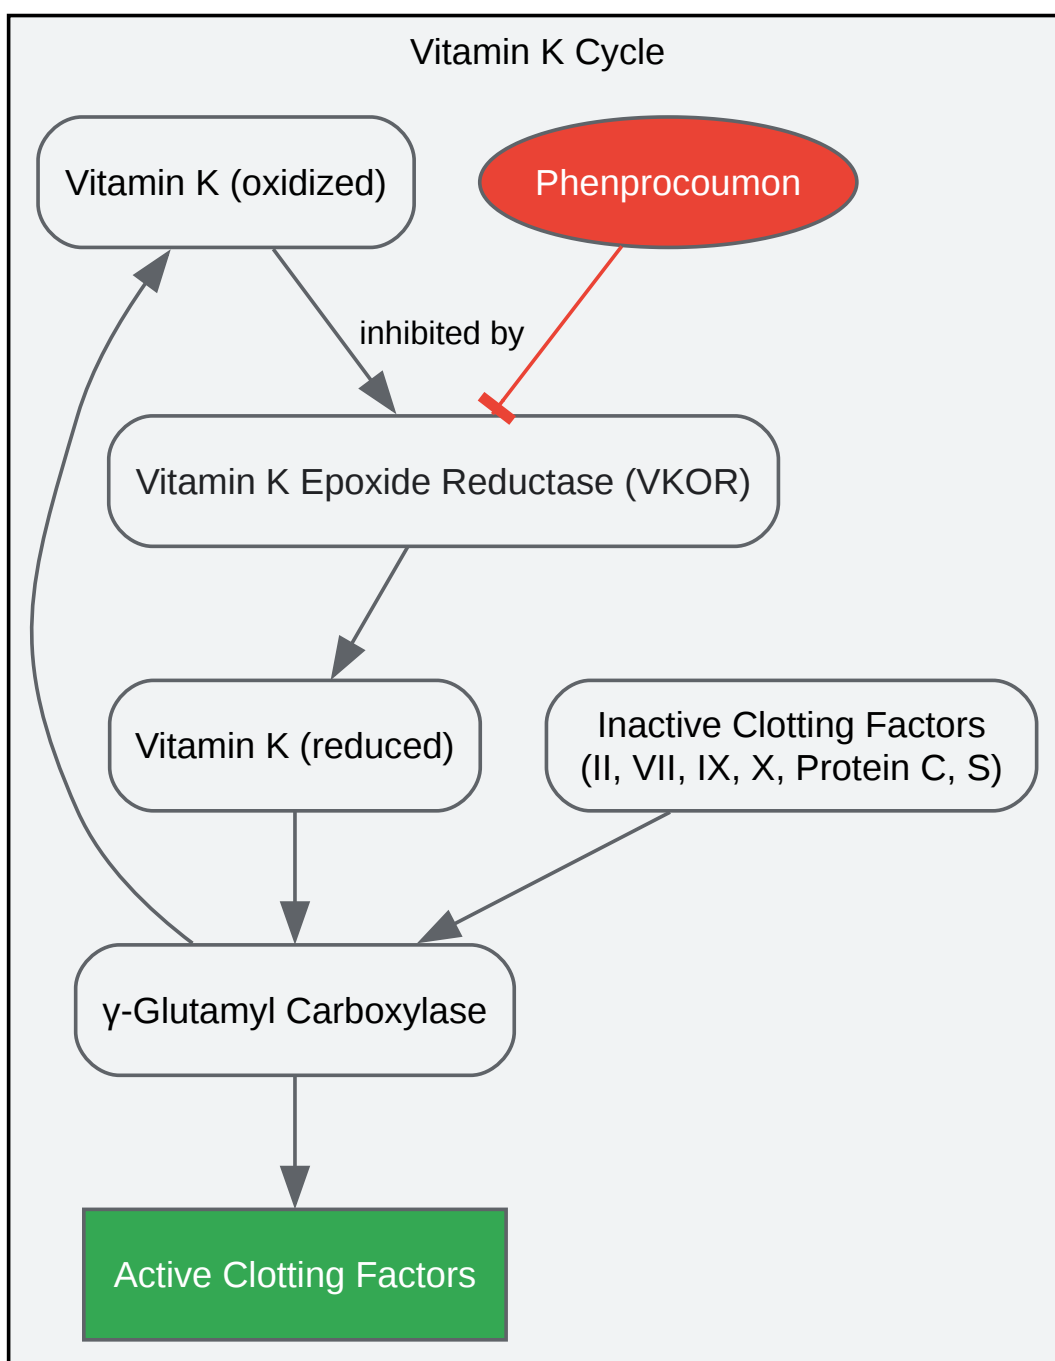 Vitamin K Cycle
Vitamin K (oxidized)
Phenprocoumon
inhibited by
Vitamin K Epoxide Reductase (VKOR)
Vitamin K (reduced)
Inactive Clotting Factors
(II, VII, IX, X, Protein C, S)
γ-Glutamyl Carboxylase
Active Clotting Factors